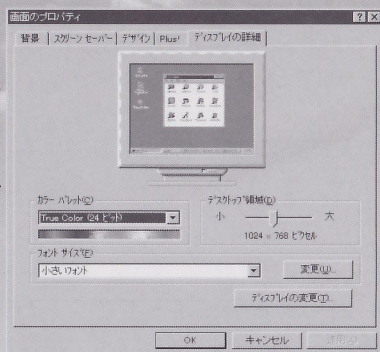 画面のプロパティ
背景 スクリーン セーバー デザイン Plus! ディスプレイの詳細
カラー パレット(C)
True Color (24 ビット)
デスクトップ領域(D)
小 大
1024 × 768 ピクセル
フォント サイズ(F)
小さいフォント
変更(U)...
ディスプレイの変更(T)...
OK
キャンセル
適用(A)